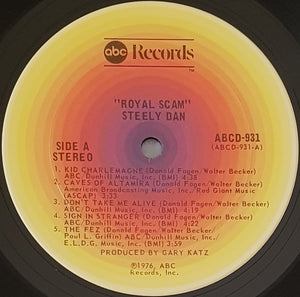 abc Records
TM
"ROYAL SCAM"
STEELY DAN
ABCD-931
(ABCD-931-A)
SIDE A
STEREO
1. KID CHARLEMAGNE (Donald Fagen/Walter Becker)
ABC/Dunhill Music, Inc. (BMI) 4:38
2. CAVES OF ALTAMIRA (Donald Fagen/Walter Becker)
American Broadcasting Music, Inc./Red Giant Music
(ASCAP) 3:33
3. DON'T TAKE ME ALIVE (Donald Fagen/Walter Becker)
ABC/Dunhill Music, Inc. (BMI) 4:19
4. SIGN IN STRANGER (Donald Fagen/Walter Becker)
ABC/Dunhill Music, Inc. (BMI) 4:22
5. THE FEZ (Donald Fagen/Walter Becker/
Paul L. Griffin) ABC/Dunhill Music, Inc./
E.L.D.G. Music, Inc. (BMI) 3:59
PRODUCED BY GARY KATZ
℗1976, ABC
Records, Inc.